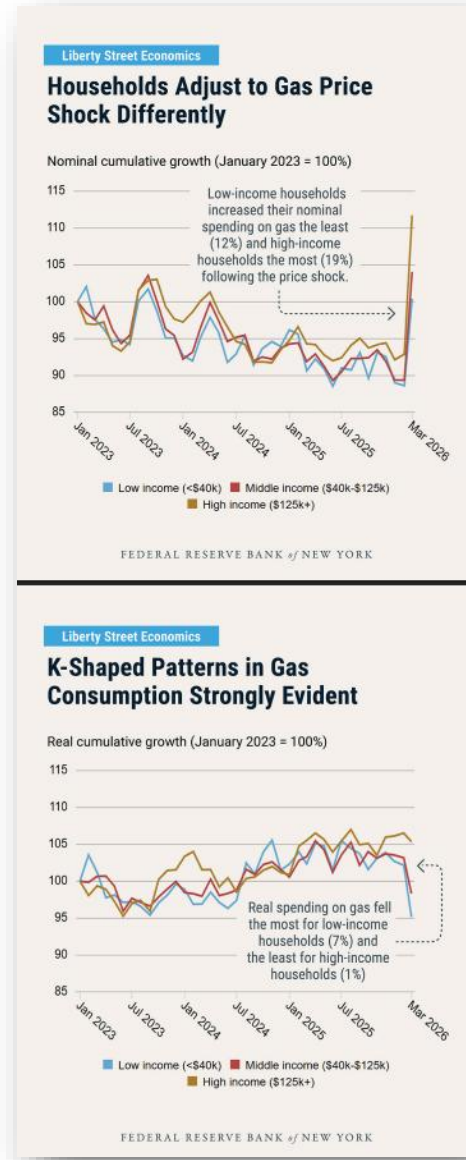 Liberty Street Economics
Households Adjust to Gas Price
Shock Differently
Nominal cumulative growth (January 2023 = 100%)
115
110
105
100
95
90
85
Low-income households
increased their nominal
spending on gas the least
(12%) and high-income
households the most (19%)
following the price shock.
Jan 2023
Jul 2023
Jan 2024
Jul 2024
Jan 2025
Jul 2025
Mar 2026
Low income (<$40k) Middle income ($40k-$125k)
High income ($125k+)
FEDERAL RESERVE BANK of NEW YORK
Liberty Street Economics
K-Shaped Patterns in Gas
Consumption Strongly Evident
Real cumulative growth (January 2023 = 100%)
115
110
105
100
95
90
85
Real spending on gas fell
the most for low-income
households (7%) and
the least for high-income
households (1%)
Jan 2023
Jul 2023
Jan 2024
Jul 2024
Jan 2025
Jul 2025
Mar 2026
Low income (<$40k) Middle income ($40k-$125k)
High income ($125k+)
FEDERAL RESERVE BANK of NEW YORK